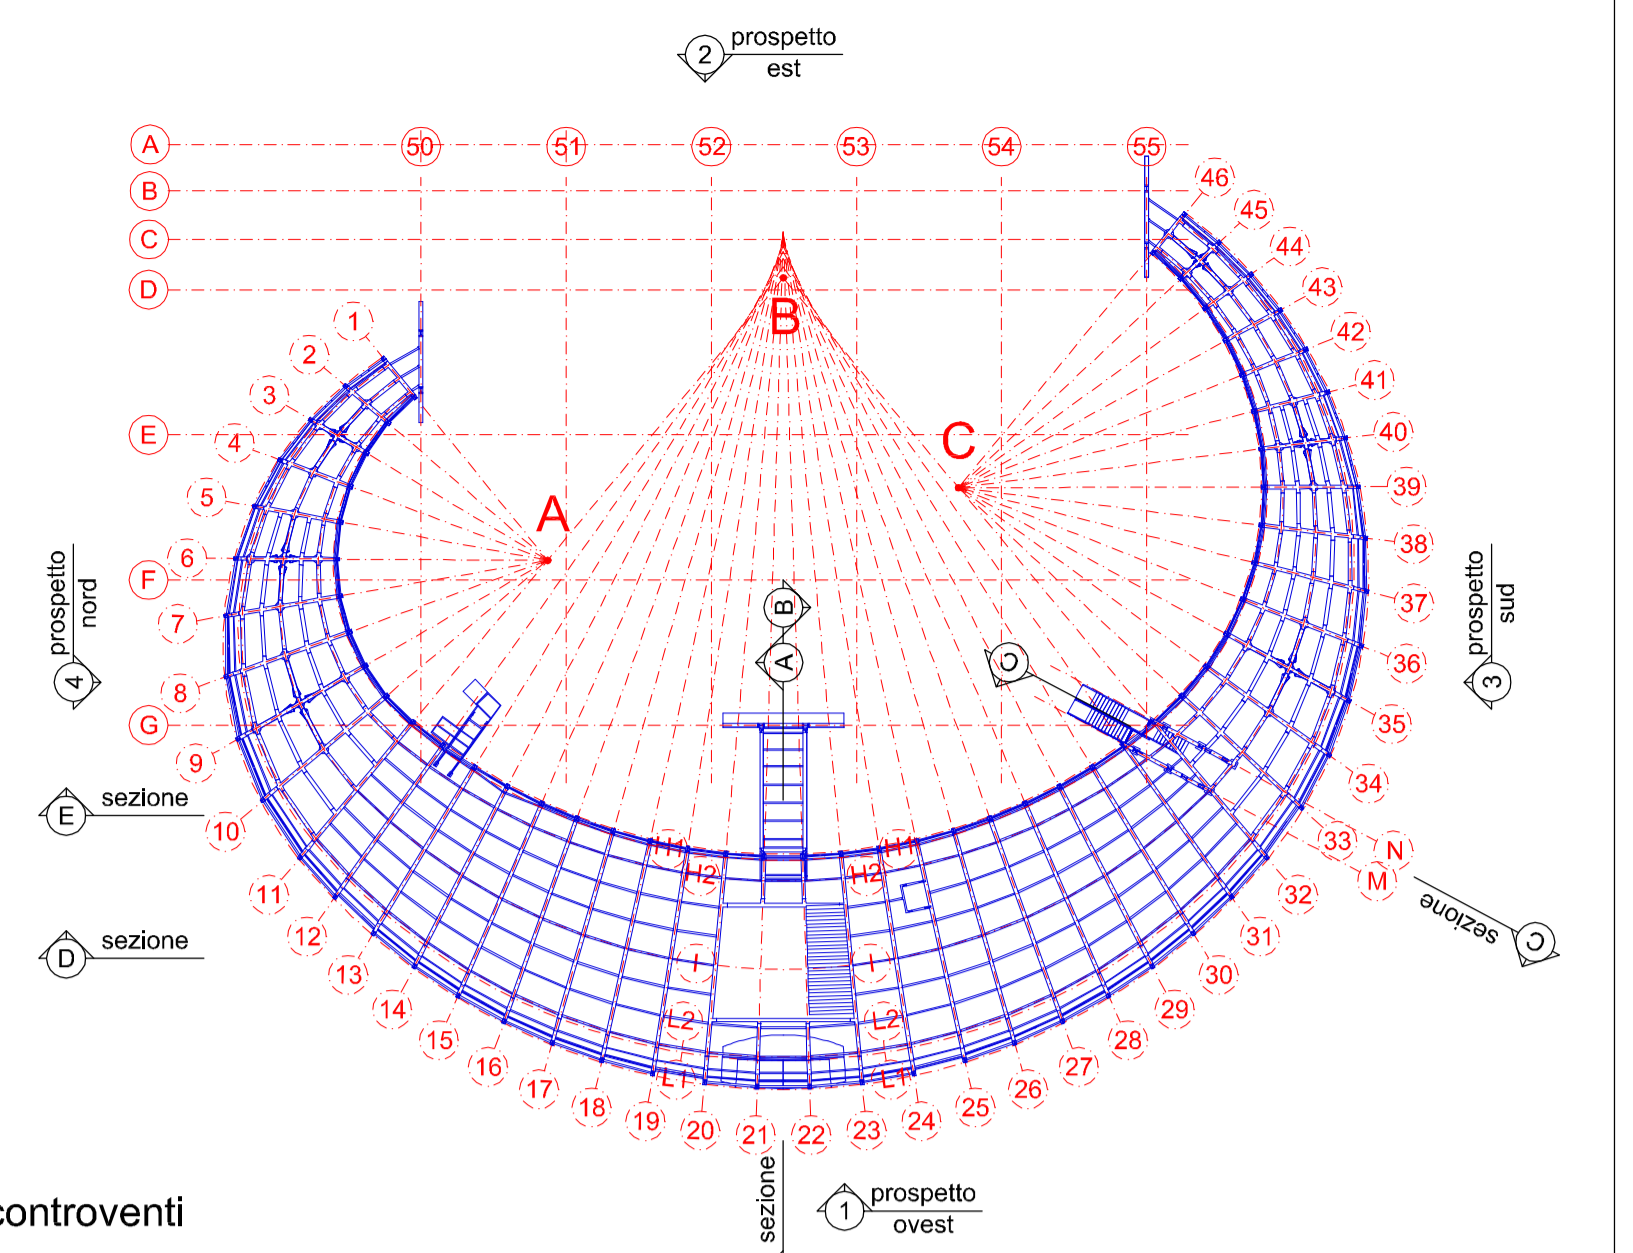 2
prospetto
est
A
50
51
52
53
54
55
B
46
C
45
44
D
43
B
1
42
2
41
3
40
E
C
4
39
5
A
38
6
F
prospetto
nord
4
7
B
A
C
37
prospetto
sud
3
36
8
G
35
9
34
E
sezione
10
33
N
M
H1
H1
H2
H2
11
32
sezione
C
12
31
D
sezione
I
I
13
30
14
29
L2
L2
15
28
16
27
L1
L1
17
26
18
25
19
24
20
23
21
22
sezione
1
prospetto
ovest
controventi